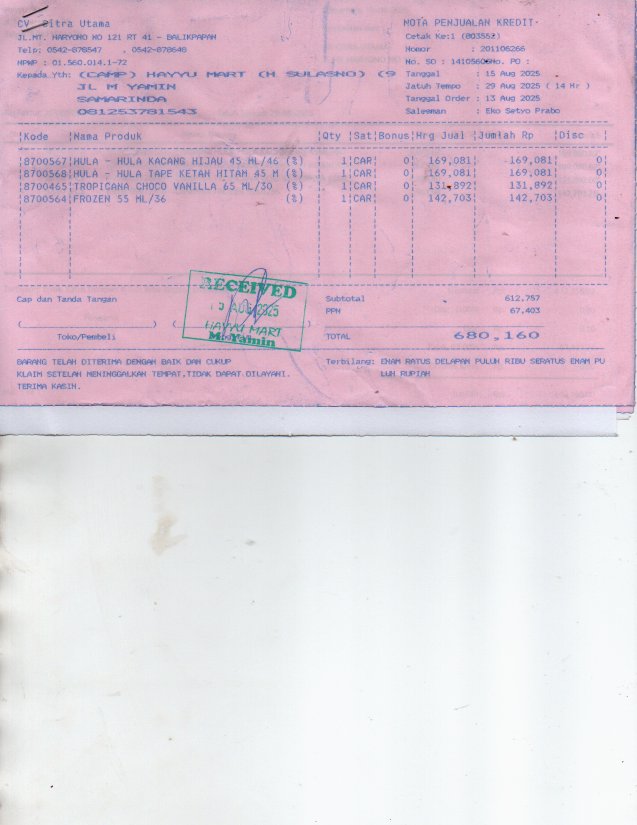 CV Citra Utama
JL.MT. HARYONO KO 121 RT 41 - BALIKPAPAN
Telp: 0542-878547 , 0542-878648
NPWP : 01.560.014.1-72
Kepada Yth: (CAMP) HAYYU MART (H SULASNO) (9
JL M YAMIN
SAMARINDA
081253781543
NOTA PENJUALAN KREDIT
Cetak Ke:1 (803552)
Nomor : 201106266
No. SO : 14105606No. PO :
Tanggal : 15 Aug 2025
Jatuh Tempo : 29 Aug 2025 ( 14 Hr )
Tanggal Order : 13 Aug 2025
Salesman : Eko Setyo Prabo
Kode Nama Produk Qty Sat Bonus Hrg Jual Jumlah Rp Disc
8700567 HULA - HULA KACANG HIJAU 45 ML/46 (%) 1 CAR 0 169,081 169,081 0
8700568 HULA - HULA TAPE KETAN HITAM 45 M (%) 1 CAR 0 169,081 169,081 0
8700465 TROPICANA CHOCO VANILLA 65 ML/30 (%) 1 CAR 0 131,892 131,892 0
8700564 FROZEN 55 ML/36 (%) 1 CAR 0 142,703 142,703 0
RECEIVED
AUG 2025
HAYYU MART
M. Yamin
Cap dan Tanda Tangan
Toko/Pembeli
Subtotal 612,757
PPN 67,403
TOTAL 680,160
BARANG TELAH DITERIMA DENGAN BAIK DAN CUKUP
KLAIM SETELAH MENINGGALKAN TEMPAT,TIDAK DAPAT DILAYANI.
TERIMA KASIH.
Terbilang: ENAM RATUS DELAPAN PULUH RIBU SERATUS ENAM PU
LUH RUPIAH